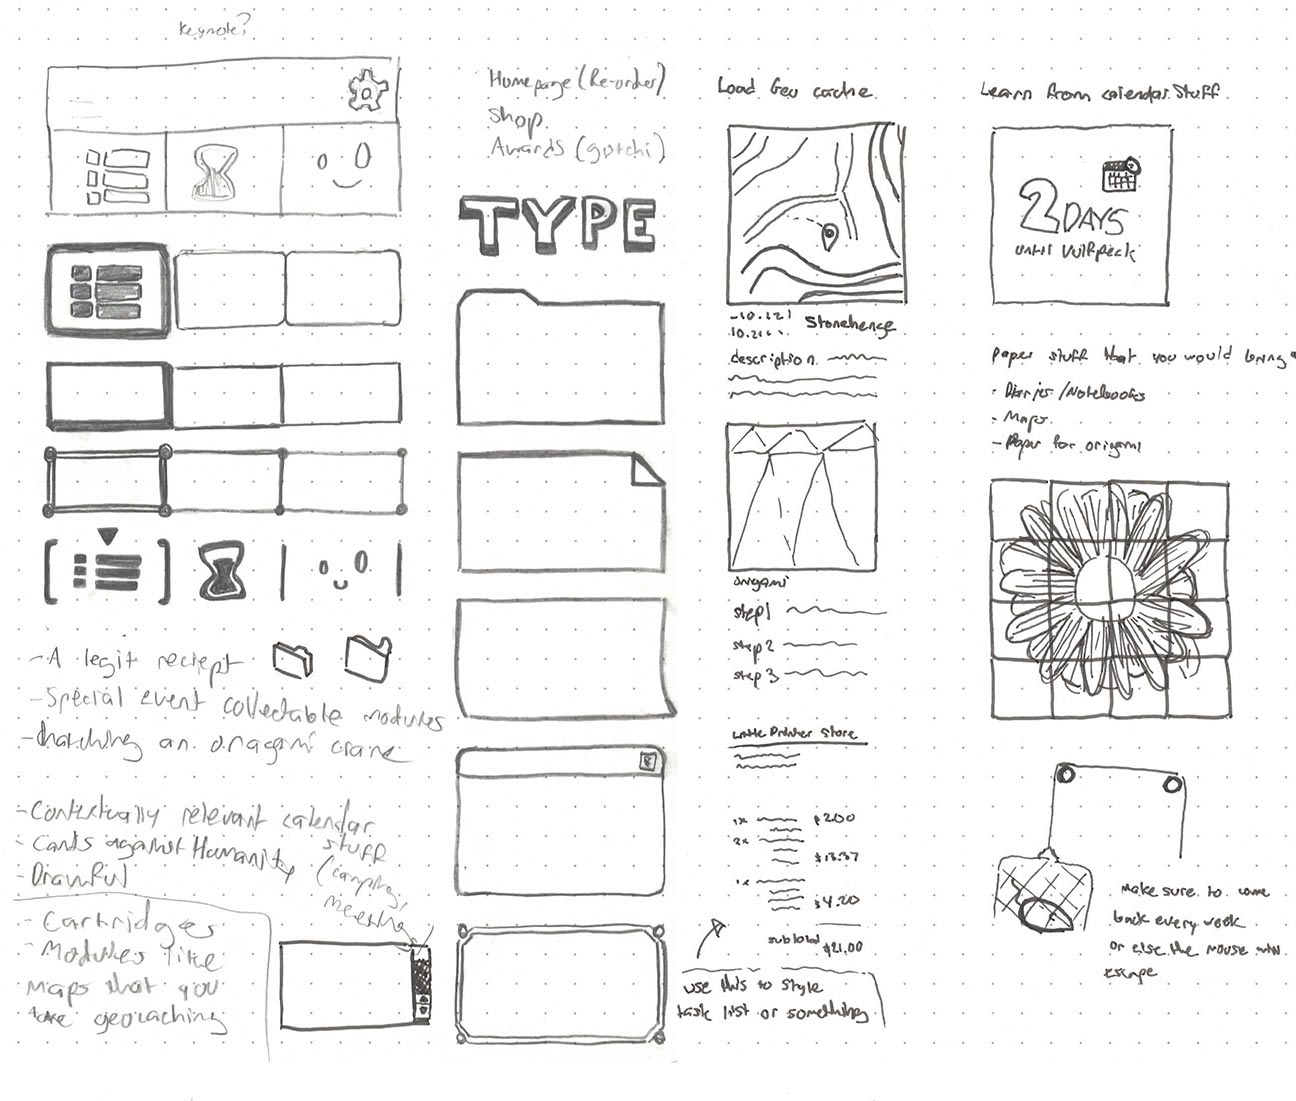 Keynote?
Homepage (Re-order)
Shop
Awards (gotchi)
TYPE
- A legit reciept
- Special event collectable modules
- hatching an oragami crane
- Contextually relevant calendar
stuff
(camping,
meeting
- Cards against Humanity
- Drawful
- Cartridges
- Modules like
maps that you
take geocaching
Load Geo cache
-10.121
Stonehenge
description
origami
step 1
step 2
step 3
Little Printer Store
1x $2.00
2x
$13.37
1x
$4.20
subtotal $21.00
use this to style
task list or something
Learn from calendar stuff
2 DAYS
until Vulfpeck
Paper stuff that you would bring
- Diaries/Notebooks
- Maps
- Paper for origami
Make sure to come
back every week
or else the mouse will
escape